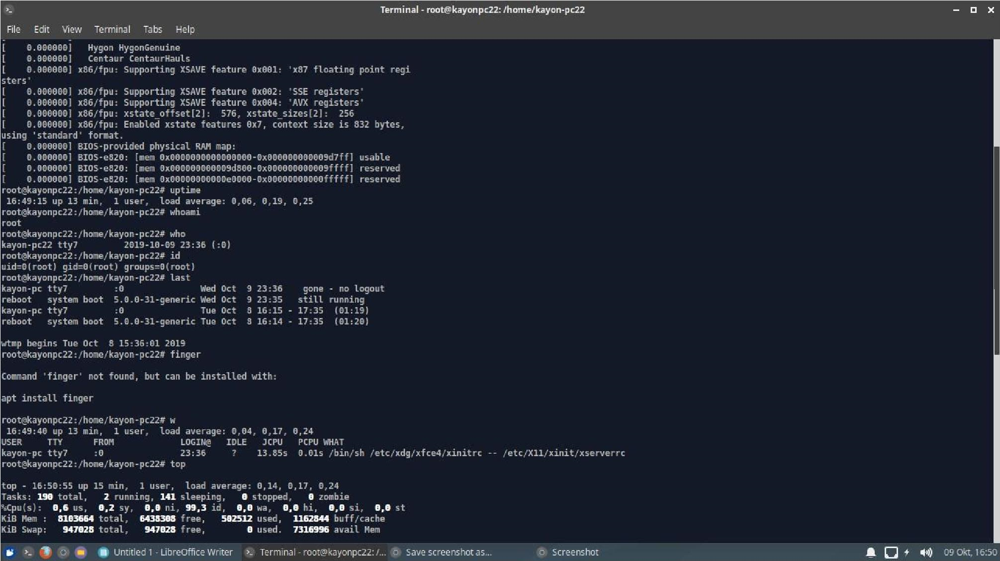 Terminal - root@kayonpc22: /home/kayon-pc22
File Edit View Terminal Tabs Help
[    0.000000]   Hygon HygonGenuine
[    0.000000]   Centaur CentaurHauls
[    0.000000] x86/fpu: Supporting XSAVE feature 0x001: 'x87 floating point regi
sters'
[    0.000000] x86/fpu: Supporting XSAVE feature 0x002: 'SSE registers'
[    0.000000] x86/fpu: Supporting XSAVE feature 0x004: 'AVX registers'
[    0.000000] x86/fpu: xstate_offset[2]:  576, xstate_sizes[2]:  256
[    0.000000] x86/fpu: Enabled xstate features 0x7, context size is 832 bytes,
using 'standard' format.
[    0.000000] BIOS-provided physical RAM map:
[    0.000000] BIOS-e820: [mem 0x0000000000000000-0x000000000009d7ff] usable
[    0.000000] BIOS-e820: [mem 0x000000000009d800-0x000000000009ffff] reserved
[    0.000000] BIOS-e820: [mem 0x00000000000e0000-0x00000000000fffff] reserved
root@kayonpc22:/home/kayon-pc22# uptime
 16:49:15 up 13 min,  1 user,  load average: 0,06, 0,19, 0,25
root@kayonpc22:/home/kayon-pc22# whoami
root
root@kayonpc22:/home/kayon-pc22# who
kayon-pc22 tty7         2019-10-09 23:36 (:0)
root@kayonpc22:/home/kayon-pc22# id
uid=0(root) gid=0(root) groups=0(root)
root@kayonpc22:/home/kayon-pc22# last
kayon-pc tty7         :0               Wed Oct  9 23:36    gone - no logout
reboot   system boot  5.0.0-31-generic Wed Oct  9 23:35   still running
kayon-pc tty7         :0               Tue Oct  8 16:15 - 17:35  (01:19)
reboot   system boot  5.0.0-31-generic Tue Oct  8 16:14 - 17:35  (01:20)
wtmp begins Tue Oct  8 15:36:01 2019
root@kayonpc22:/home/kayon-pc22# finger
Command 'finger' not found, but can be installed with:
apt install finger
root@kayonpc22:/home/kayon-pc22# w
 16:49:40 up 13 min,  1 user,  load average: 0,04, 0,17, 0,24
USER     TTY      FROM             LOGIN@   IDLE   JCPU   PCPU WHAT
kayon-pc tty7     :0               23:36     ?    13.85s  0.01s /bin/sh /etc/xdg/xfce4/xinitrc -- /etc/X11/xinit/xserverrc
root@kayonpc22:/home/kayon-pc22# top
top - 16:50:55 up 15 min,  1 user,  load average: 0,14, 0,17, 0,24
Tasks: 190 total,   2 running, 141 sleeping,   0 stopped,   0 zombie
%Cpu(s):  0,6 us,  0,2 sy,  0,0 ni, 99,3 id,  0,0 wa,  0,0 hi,  0,0 si,  0,0 st
KiB Mem :  8103664 total,  6438308 free,   502512 used,  1162844 buff/cache
KiB Swap:   947028 total,   947028 free,        0 used.  7316996 avail Mem
Untitled 1 - LibreOffice Writer Terminal - root@kayonpc22: /... Save screenshot as... Screenshot 09 Okt, 16:50